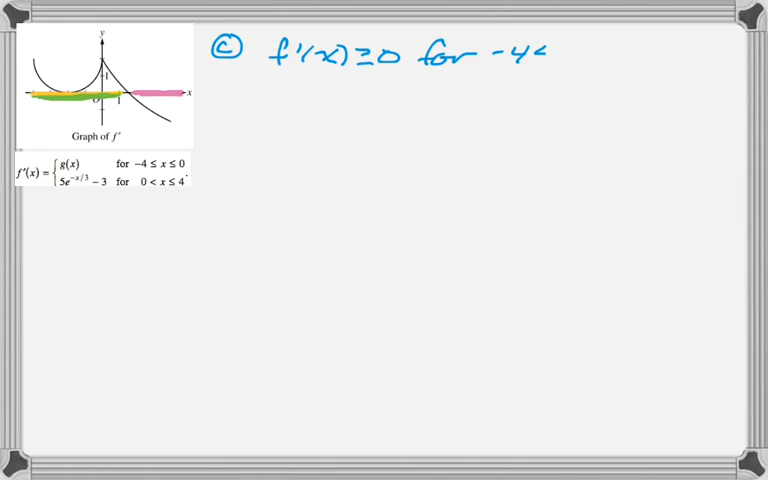 © f'(x) ≥ 0 for -4<
y
1
O 1 x
Graph of f'
f'(x) = { g(x) for -4 ≤ x ≤ 0
5e^{-x/3} - 3 for 0 < x ≤ 4.